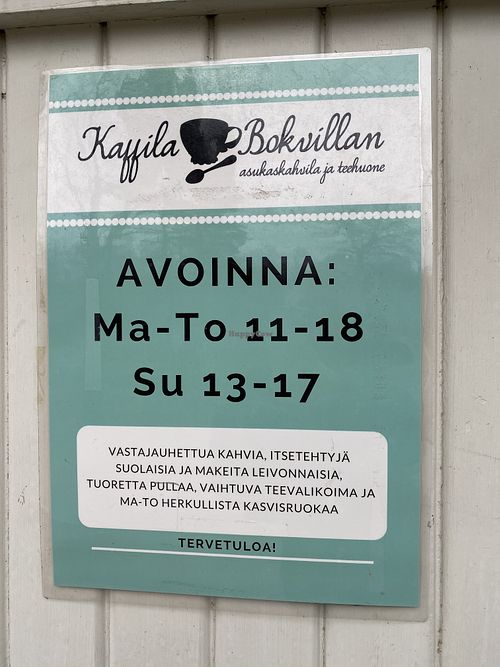 Kaffila Bokvillan
asukaskahvila ja teehuone
AVOINNA:
Ma-To 11-18
Su 13-17
VASTAJAUHETTUA KAHVIA, ITSETEHTYJÄ
SUOLAISIA JA MAKEITA LEIVONNAISIA,
TUORETTA PULLAA, VAIHTUVA TEEVALIKOIMA JA
MA-TO HERKULLISTA KASVISRUOKAA
TERVETULOA!